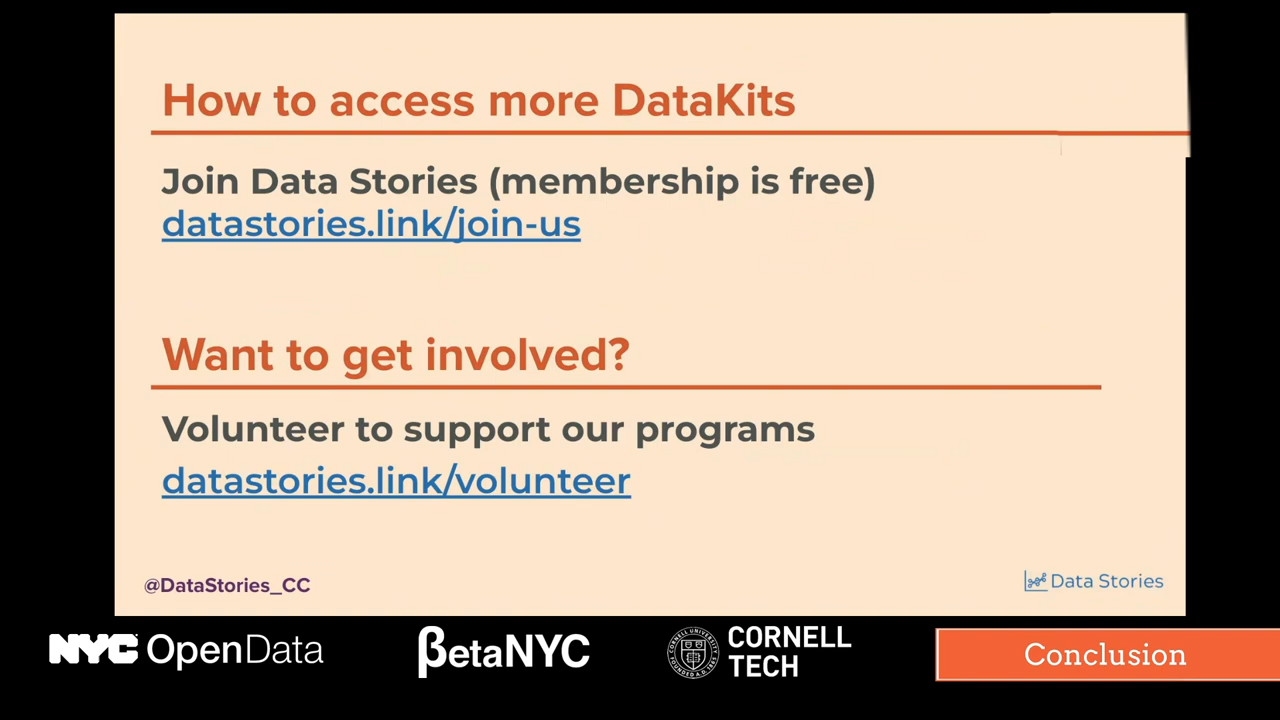 How to access more DataKits
Join Data Stories (membership is free)
datastories.link/join-us
Want to get involved?
Volunteer to support our programs
datastories.link/volunteer
@DataStories_CC
Data Stories
NYC OpenData
βetaNYC
CORNELL
TECH
Conclusion